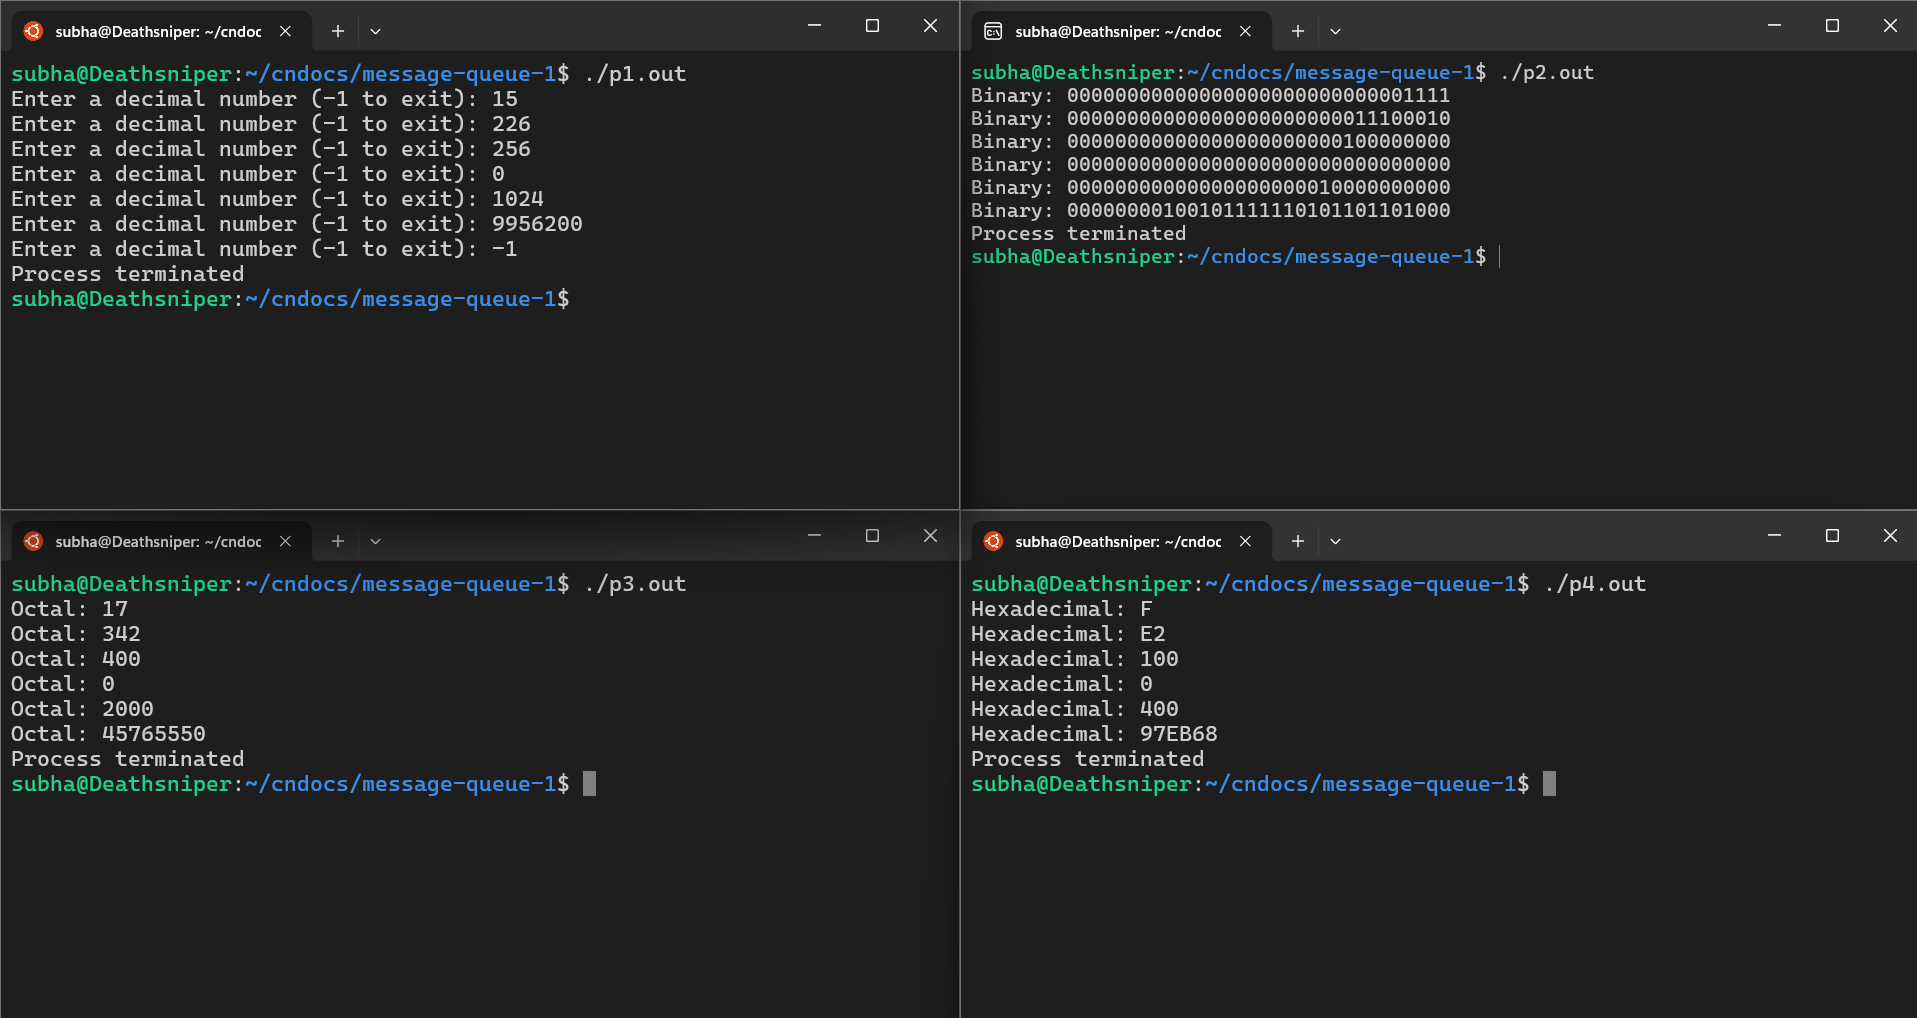 subha@Deathsniper: ~/cndoc
subha@Deathsniper:~/cndocs/message-queue-1$ ./p1.out
Enter a decimal number (-1 to exit): 15
Enter a decimal number (-1 to exit): 226
Enter a decimal number (-1 to exit): 256
Enter a decimal number (-1 to exit): 0
Enter a decimal number (-1 to exit): 1024
Enter a decimal number (-1 to exit): 9956200
Enter a decimal number (-1 to exit): -1
Process terminated
subha@Deathsniper:~/cndocs/message-queue-1$
subha@Deathsniper: ~/cndoc
subha@Deathsniper:~/cndocs/message-queue-1$ ./p2.out
Binary: 00000000000000000000000000001111
Binary: 00000000000000000000000011100010
Binary: 00000000000000000000000100000000
Binary: 00000000000000000000000000000000
Binary: 00000000000000000000010000000000
Binary: 00000000100101111110101101101000
Process terminated
subha@Deathsniper:~/cndocs/message-queue-1$
subha@Deathsniper: ~/cndoc
subha@Deathsniper:~/cndocs/message-queue-1$ ./p3.out
Octal: 17
Octal: 342
Octal: 400
Octal: 0
Octal: 2000
Octal: 45765550
Process terminated
subha@Deathsniper:~/cndocs/message-queue-1$
subha@Deathsniper: ~/cndoc
subha@Deathsniper:~/cndocs/message-queue-1$ ./p4.out
Hexadecimal: F
Hexadecimal: E2
Hexadecimal: 100
Hexadecimal: 0
Hexadecimal: 400
Hexadecimal: 97EB68
Process terminated
subha@Deathsniper:~/cndocs/message-queue-1$